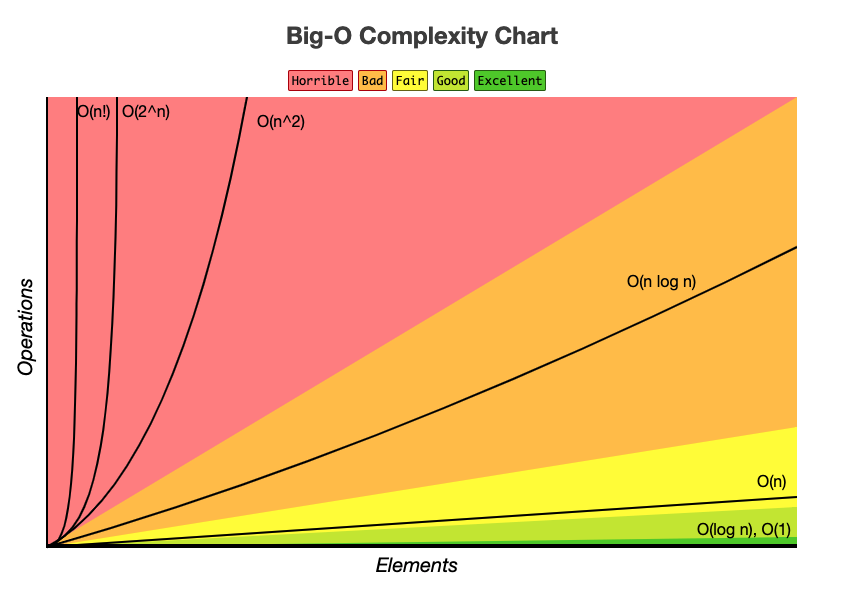 Big-O Complexity Chart
Horrible Bad Fair Good Excellent
O(n!) O(2^n)
O(n^2)
O(n log n)
O(n)
O(log n), O(1)
Operations
Elements